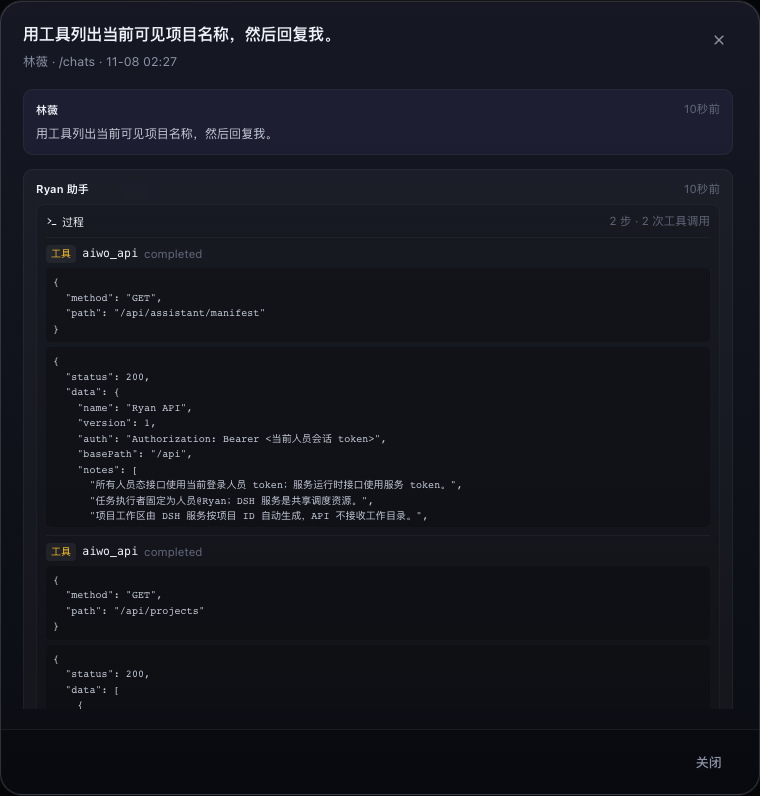 用工具列出当前可见项目名称，然后回复我。
林薇 · /chats · 11-08 02:27
林薇
10秒前
用工具列出当前可见项目名称，然后回复我。
Ryan 助手
10秒前
>_ 过程
2 步 · 2 次工具调用
工具 aiwo_api completed
{
"method": "GET",
"path": "/api/assistant/manifest"
}
{
"status": 200,
"data": {
"name": "Ryan API",
"version": 1,
"auth": "Authorization: Bearer <当前人员会话 token>",
"basePath": "/api",
"notes": [
"所有人员态接口使用当前登录人员 token；服务运行时接口使用服务 token。",
"任务执行者固定为人员@Ryan；DSH 服务是共享调度资源。",
"项目工作区由 DSH 服务按项目 ID 自动生成，API 不接收工作目录。",
工具 aiwo_api completed
{
"method": "GET",
"path": "/api/projects"
}
{
"status": 200,
"data": [
{
关闭